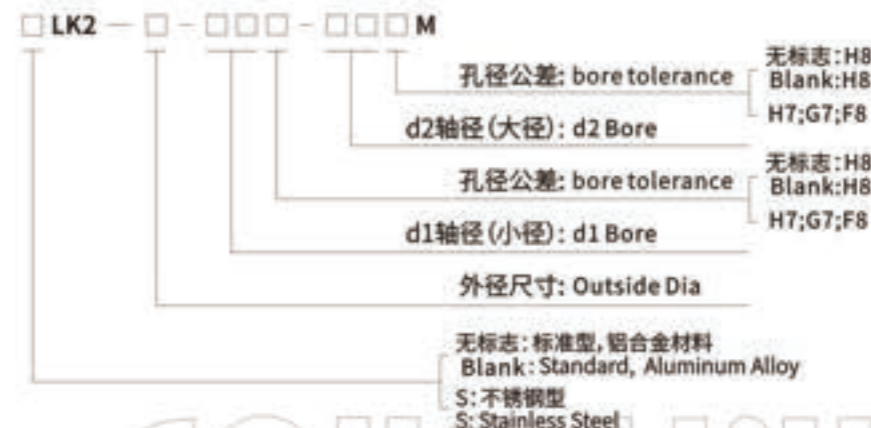 □LK2 — □ - □□□ - □□□M
孔径公差: bore tolerance
无标志:H8
Blank:H8
H7;G7;F8
d2轴径(大径): d2 Bore
孔径公差: bore tolerance
无标志:H8
Blank:H8
H7;G7;F8
d1轴径(小径): d1 Bore
外径尺寸: Outside Dia
无标志: 标准型, 铝合金材料
Blank: Standard, Aluminum Alloy
S: 不锈钢型
S: Stainless Steel